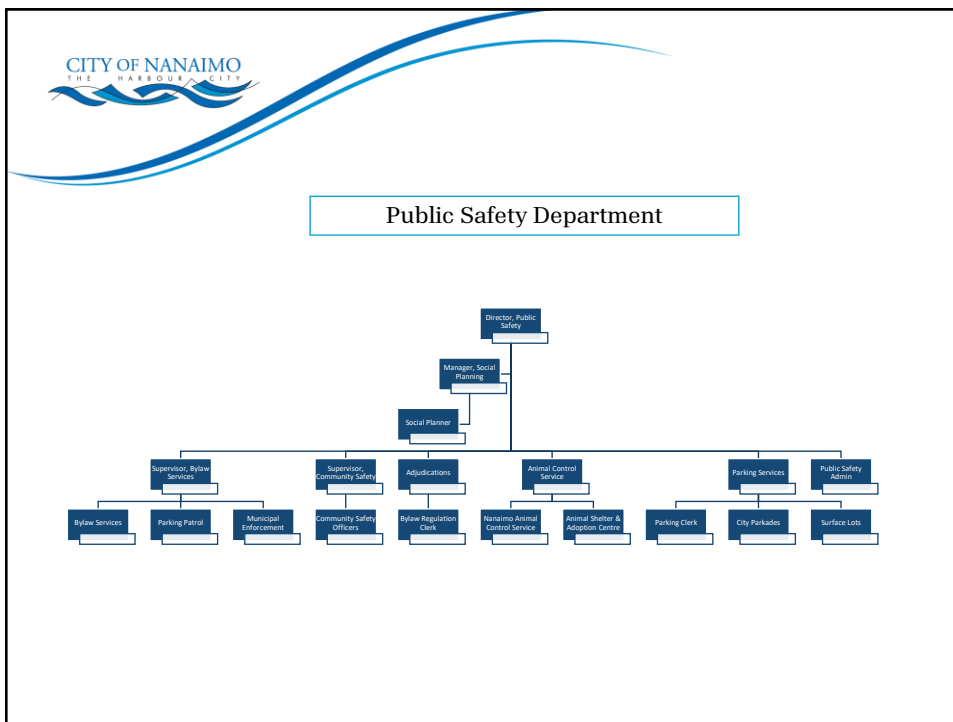 CITY OF NANAIMO
THE HARBOUR CITY
Public Safety Department
Director, Public
Safety
Manager, Social
Planning
Social Planner
Supervisor, Bylaw
Services
Supervisor,
Community Safety
Adjudications
Animal Control
Service
Parking Services
Public Safety
Admin
Bylaw Services
Parking Patrol
Municipal
Enforcement
Community Safety
Officers
Bylaw Regulation
Clerk
Nanaimo Animal
Control Service
Animal Shelter &
Adoption Centre
Parking Clerk
City Parkades
Surface Lots